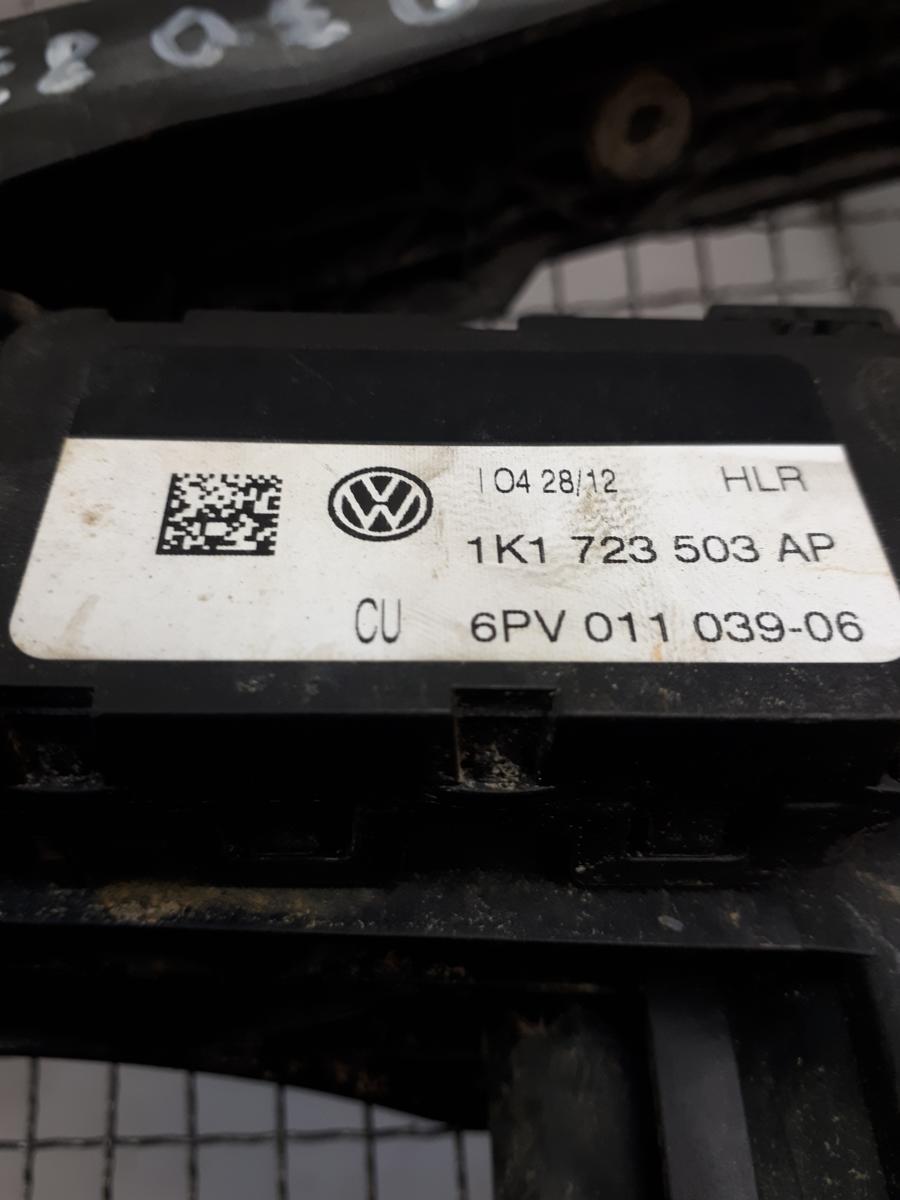 I 04 28/12 HLR
1K1 723 503 AP
CU 6PV 011 039-06